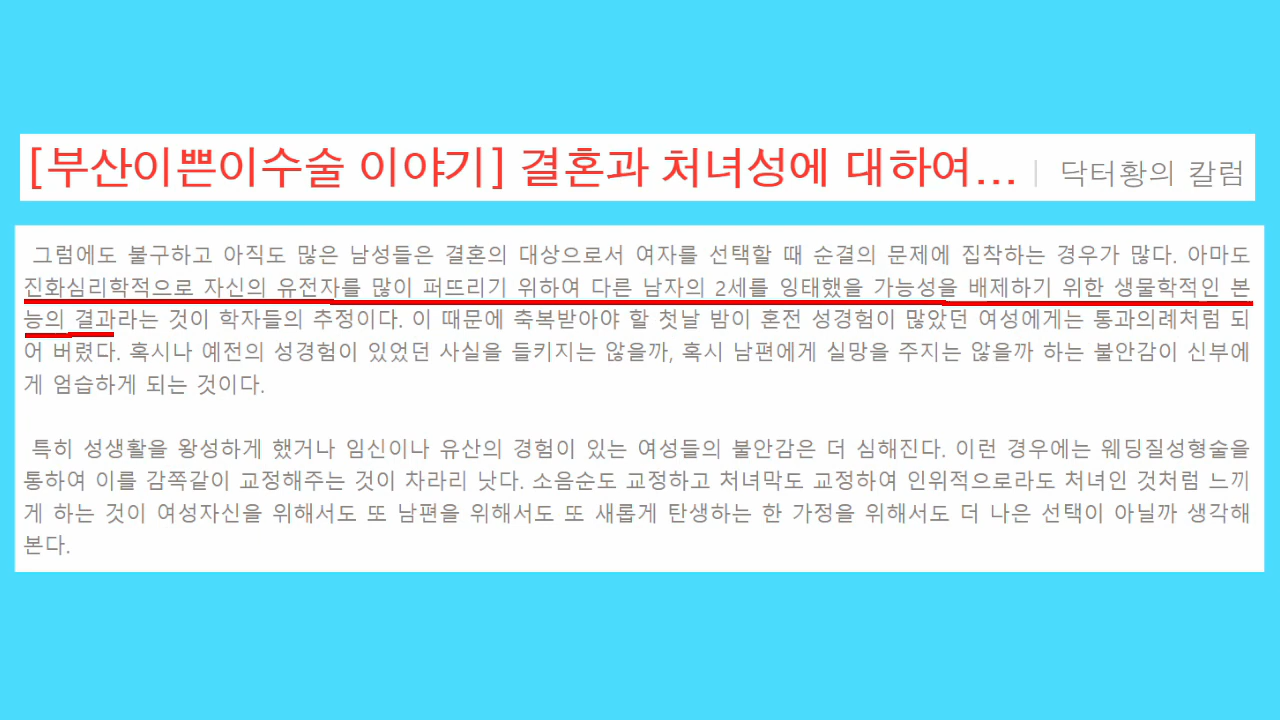 [부산이쁜이수술 이야기] 결혼과 처녀성에 대하여... | 닥터황의 칼럼
그럼에도 불구하고 아직도 많은 남성들은 결혼의 대상으로서 여자를 선택할 때 순결의 문제에 집착하는 경우가 많다. 아마도
진화심리학적으로 자신의 유전자를 많이 퍼뜨리기 위하여 다른 남자의 2세를 잉태했을 가능성을 배제하기 위한 생물학적인 본
능의 결과라는 것이 학자들의 추정이다. 이 때문에 축복받아야 할 첫날 밤이 혼전 성경험이 많았던 여성에게는 통과의례처럼 되
어 버렸다. 혹시나 예전의 성경험이 있었던 사실을 들키지는 않을까, 혹시 남편에게 실망을 주지는 않을까 하는 불안감이 신부에
게 엄습하게 되는 것이다.
특히 성생활을 왕성하게 했거나 임신이나 유산의 경험이 있는 여성들의 불안감은 더 심해진다. 이런 경우에는 웨딩질성형술을
통하여 이를 감쪽같이 교정해주는 것이 차라리 낫다. 소음순도 교정하고 처녀막도 교정하여 인위적으로라도 처녀인 것처럼 느끼
게 하는 것이 여성자신을 위해서도 또 남편을 위해서도 또 새롭게 탄생하는 한 가정을 위해서도 더 나은 선택이 아닐까 생각해
본다.